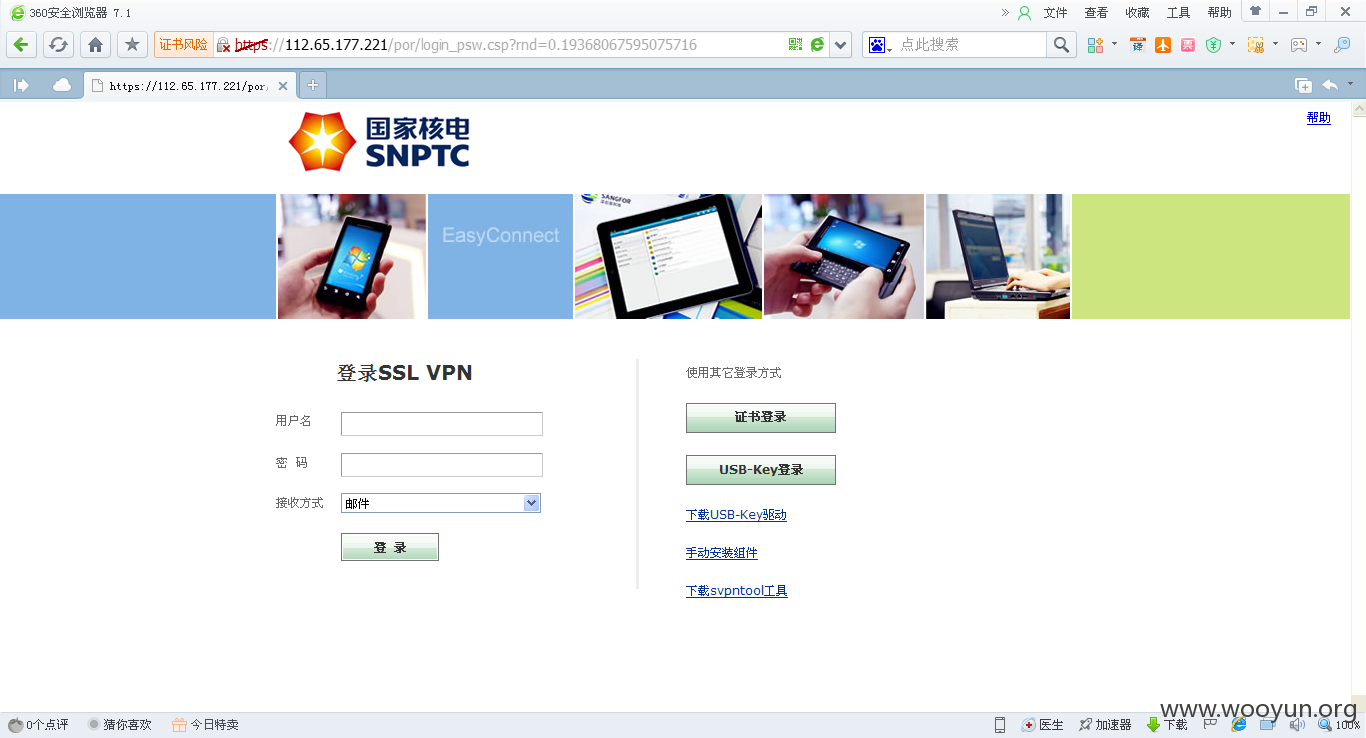 360安全浏览器 7.1
» 文件 查看 收藏 工具 帮助
证书风险 https://112.65.177.221/por/login_psw.csp?rnd=0.19368067595075716
点此搜索
译
票
https://112.65.177.221/por/
国家核电
SNPTC
帮助
EasyConnect
SANGFOR
登录SSL VPN
用户名
密 码
接收方式 邮件
登 录
使用其它登录方式
证书登录
USB-Key登录
下载USB-Key驱动
手动安装组件
下载svpntool工具
www.wooyun.org
0个点评 猜你喜欢 今日特卖 医生 加速器 下载 100%